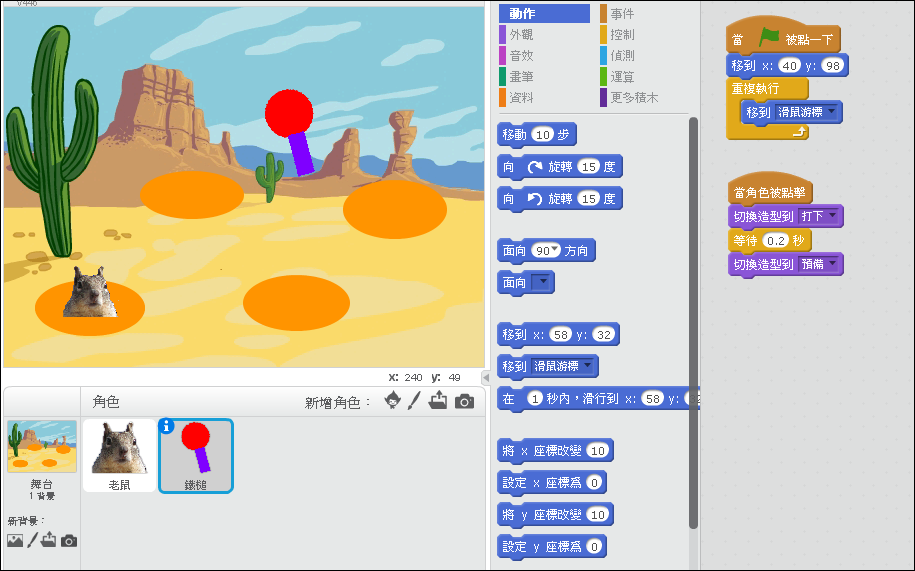 V446
x: 240 y: 49
角色
新增角色：
舞台
1 背景
新背景：
老鼠
鐵槌
動作
外觀
音效
畫筆
資料
事件
控制
偵測
運算
更多積木
移動 10 步
向 旋轉 15 度
向 旋轉 15 度
面向 90 方向
面向
移到 x: 58 y: 32
移到 滑鼠游標
在 1 秒內，滑行到 x: 58 y:
將 x 座標改變 10
設定 x 座標為 0
將 y 座標改變 10
設定 y 座標為 0
當 被點一下
移到 x: 40 y: 98
重複執行
移到 滑鼠游標
當角色被點擊
切換造型到 打下
等待 0.2 秒
切換造型到 預備